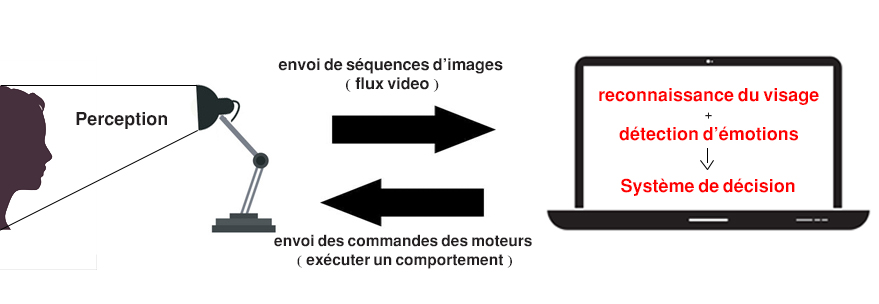 Perception
envoi de séquences d'images
( flux video )
envoi des commandes des moteurs
( exécuter un comportement )
reconnaissance du visage
+
détection d'émotions
Système de décision